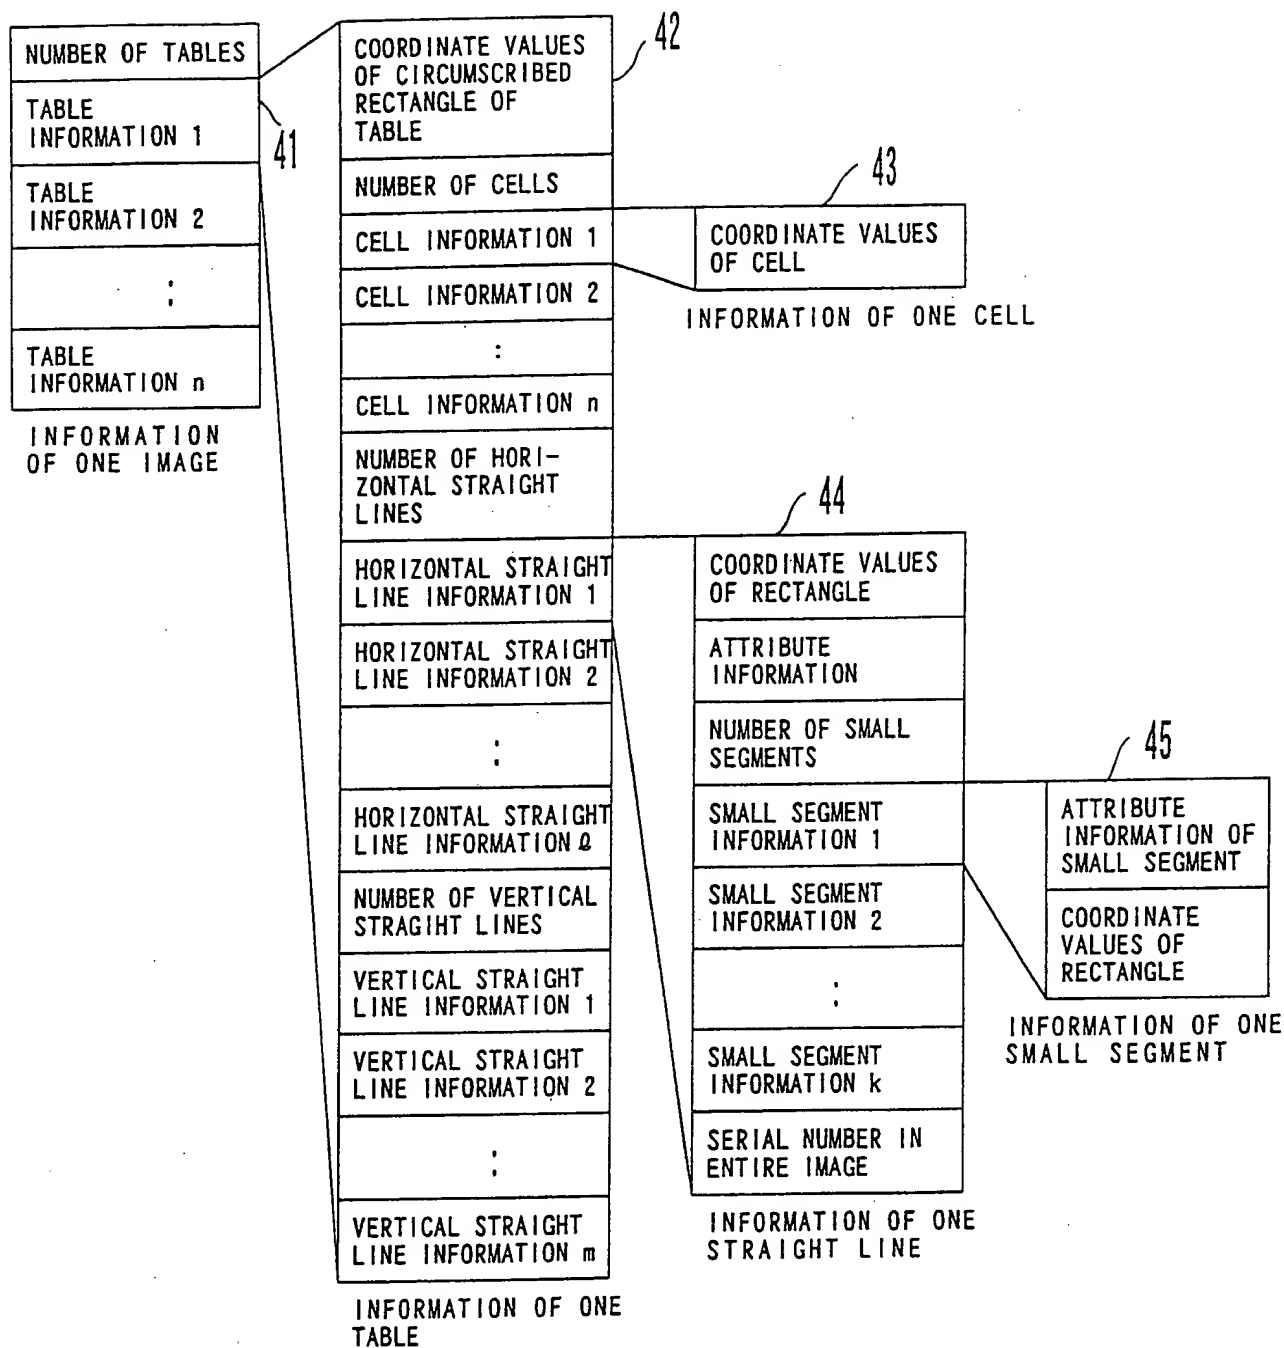 NUMBER OF TABLES
TABLE
INFORMATION 1
TABLE
INFORMATION 2
:
TABLE
INFORMATION n
INFORMATION
OF ONE IMAGE
41
COORDINATE VALUES
OF CIRCUMSCRIBED
RECTANGLE OF
TABLE
NUMBER OF CELLS
CELL INFORMATION 1
CELL INFORMATION 2
:
CELL INFORMATION n
NUMBER OF HORI-
ZONTAL STRAIGHT
LINES
HORIZONTAL STRAIGHT
LINE INFORMATION 1
HORIZONTAL STRAIGHT
LINE INFORMATION 2
:
HORIZONTAL STRAIGHT
LINE INFORMATION ℓ
NUMBER OF VERTICAL
STRAGIHT LINES
VERTICAL STRAIGHT
LINE INFORMATION 1
VERTICAL STRAIGHT
LINE INFORMATION 2
:
VERTICAL STRAIGHT
LINE INFORMATION m
INFORMATION OF ONE
TABLE
42
43
COORDINATE VALUES
OF CELL
INFORMATION OF ONE CELL
44
COORDINATE VALUES
OF RECTANGLE
ATTRIBUTE
INFORMATION
NUMBER OF SMALL
SEGMENTS
SMALL SEGMENT
INFORMATION 1
SMALL SEGMENT
INFORMATION 2
:
SMALL SEGMENT
INFORMATION k
SERIAL NUMBER IN
ENTIRE IMAGE
INFORMATION OF ONE
STRAIGHT LINE
45
ATTRIBUTE
INFORMATION OF
SMALL SEGMENT
COORDINATE
VALUES OF
RECTANGLE
INFORMATION OF ONE
SMALL SEGMENT